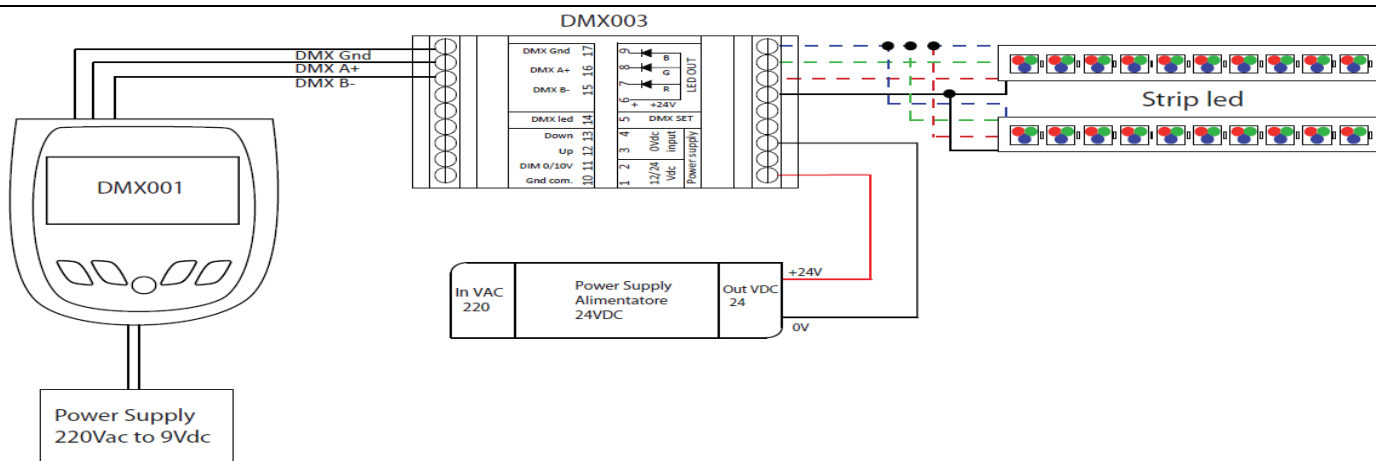 DMX003
DMX Gnd
DMX A+
DMX B-
DMX001
Power Supply
220Vac to 9Vdc
DMX Gnd 17
DMX A+ 16
DMX B- 15
DMX led 14
Down 13
Up 12
DIM 0/10V 11
Gnd com. 10
9 B
8 G
7 R
6 + +24V
LED OUT
5 DMX SET
4
3
0Vdc
input
2
1
12/24
Vdc
Power supply
Strip led
In VAC
220
Power Supply
Alimentatore
24VDC
Out VDC
24
+24V
0V